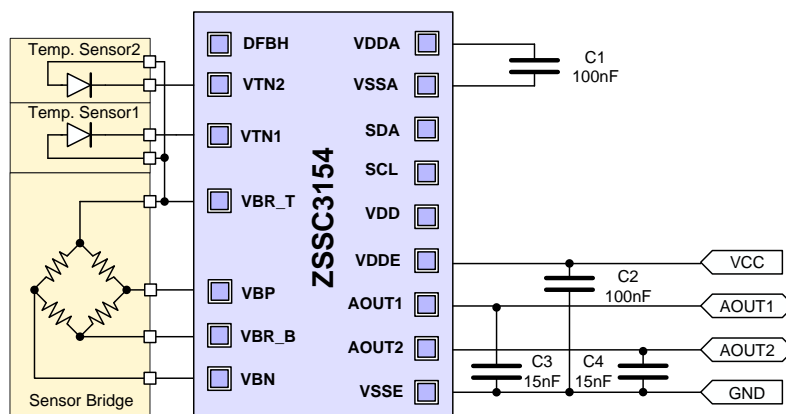 Temp. Sensor2
Temp. Sensor1
Sensor Bridge
DFBH
VTN2
VTN1
VBR_T
VBP
VBR_B
VBN
ZSSC3154
VDDA
VSSA
SDA
SCL
VDD
VDDE
AOUT1
AOUT2
VSSE
C1
100nF
C2
100nF
C3
15nF
C4
15nF
VCC
AOUT1
AOUT2
GND